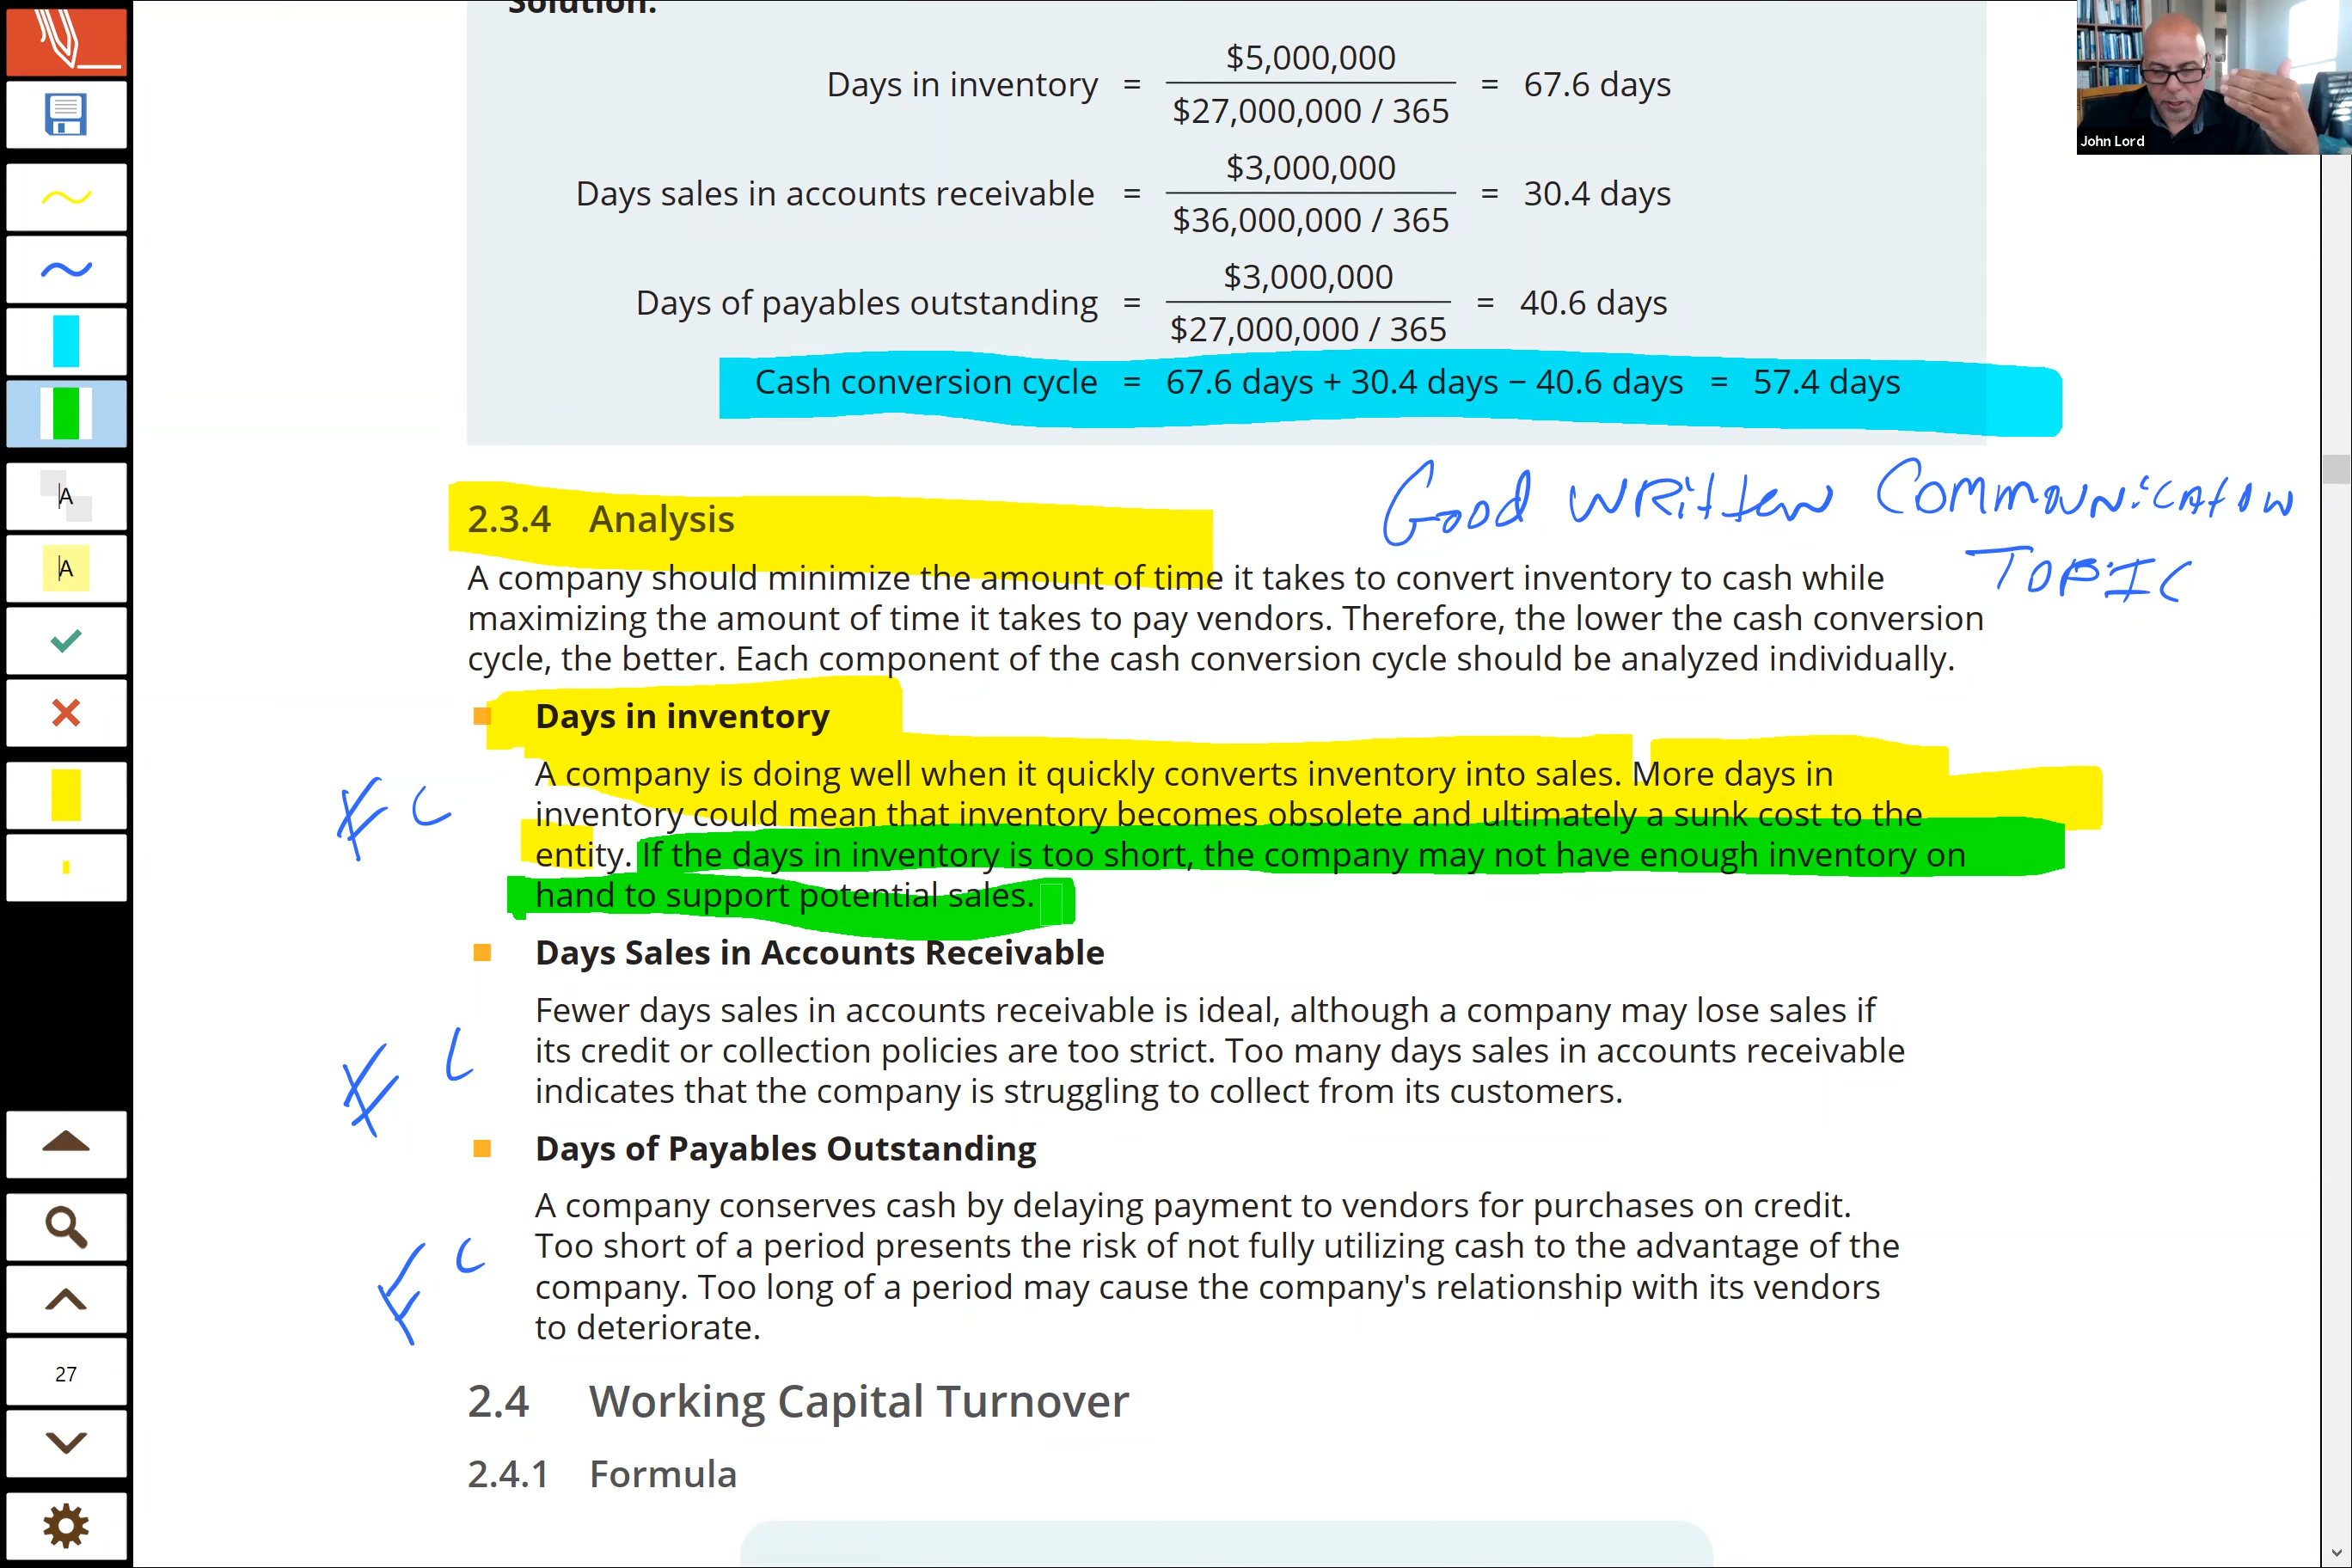 Solution:
Days in inventory = $5,000,000 / $27,000,000 / 365 = 67.6 days
Days sales in accounts receivable = $3,000,000 / $36,000,000 / 365 = 30.4 days
Days of payables outstanding = $3,000,000 / $27,000,000 / 365 = 40.6 days
Cash conversion cycle = 67.6 days + 30.4 days − 40.6 days = 57.4 days
John Lord
Good Written Communication
Topic
2.3.4 Analysis
A company should minimize the amount of time it takes to convert inventory to cash while
maximizing the amount of time it takes to pay vendors. Therefore, the lower the cash conversion
cycle, the better. Each component of the cash conversion cycle should be analyzed individually.
Days in inventory
A company is doing well when it quickly converts inventory into sales. More days in
inventory could mean that inventory becomes obsolete and ultimately a sunk cost to the
entity. If the days in inventory is too short, the company may not have enough inventory on
hand to support potential sales.
FC
Days Sales in Accounts Receivable
Fewer days sales in accounts receivable is ideal, although a company may lose sales if
its credit or collection policies are too strict. Too many days sales in accounts receivable
indicates that the company is struggling to collect from its customers.
FC
Days of Payables Outstanding
A company conserves cash by delaying payment to vendors for purchases on credit.
Too short of a period presents the risk of not fully utilizing cash to the advantage of the
company. Too long of a period may cause the company's relationship with its vendors
to deteriorate.
FC
2.4 Working Capital Turnover
2.4.1 Formula
A
A
27